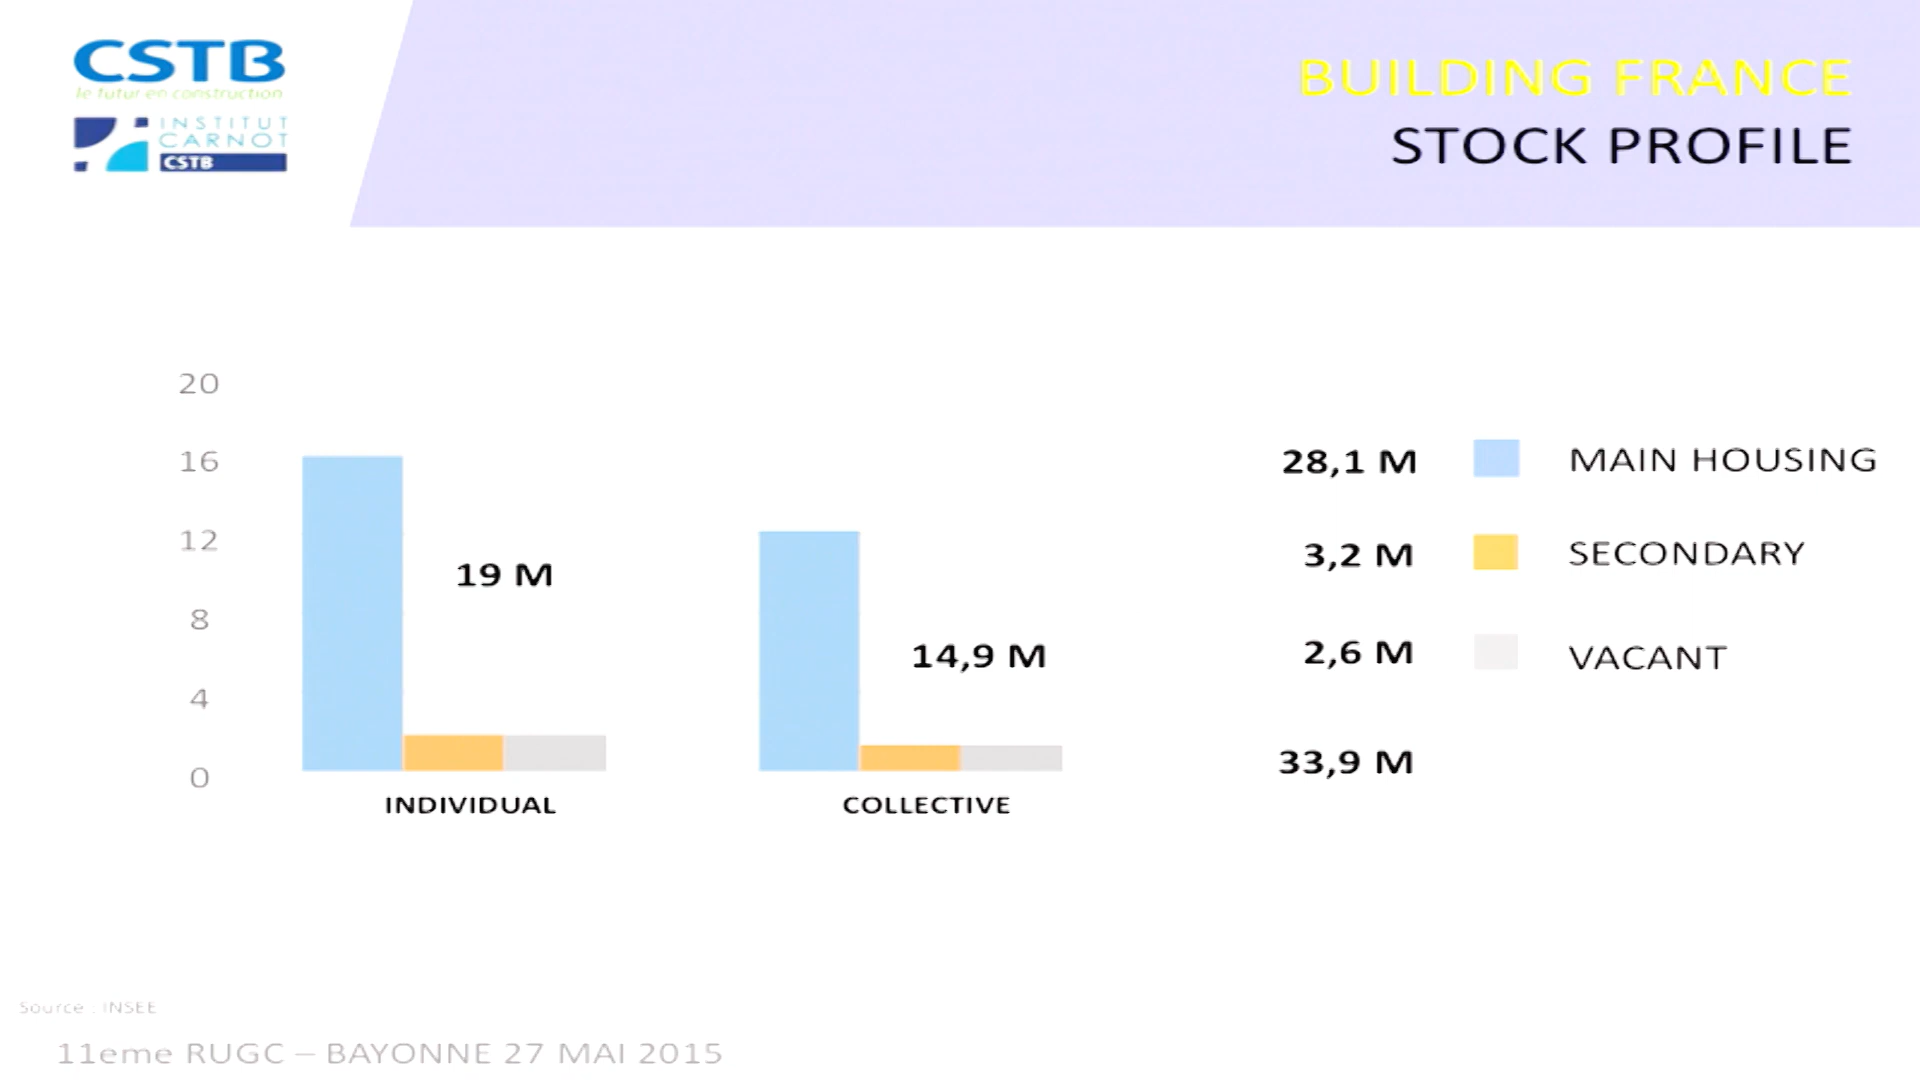 CSTB
le futur en construction
INSTITUT
CARNOT
CSTB
BUILDING FRANCE
STOCK PROFILE
20
16
12
8
4
0
19 M
14,9 M
INDIVIDUAL
COLLECTIVE
28,1 M MAIN HOUSING
3,2 M SECONDARY
2,6 M VACANT
33,9 M
Source : INSEE
11eme RUGC – BAYONNE 27 MAI 2015